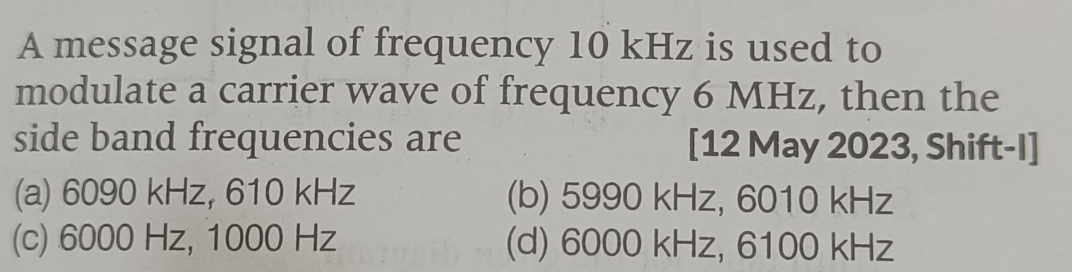 A message signal of frequency 10 kHz is used to
modulate a carrier wave of frequency 6 MHz, then the
side band frequencies are [12 May 2023, Shift-I]
(a) 6090 kHz, 610 kHz (b) 5990 kHz, 6010 kHz
(c) 6000 Hz, 1000 Hz (d) 6000 kHz, 6100 kHz